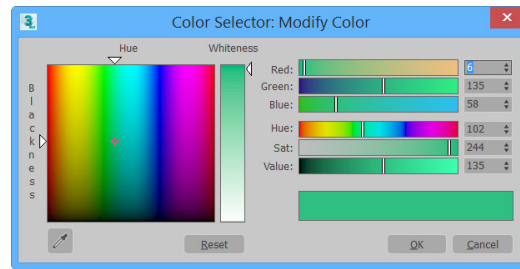 Color Selector: Modify Color
Hue
Whiteness
Blackness
Red: 6
Green: 135
Blue: 58
Hue: 102
Sat: 244
Value: 135
Reset
OK
Cancel